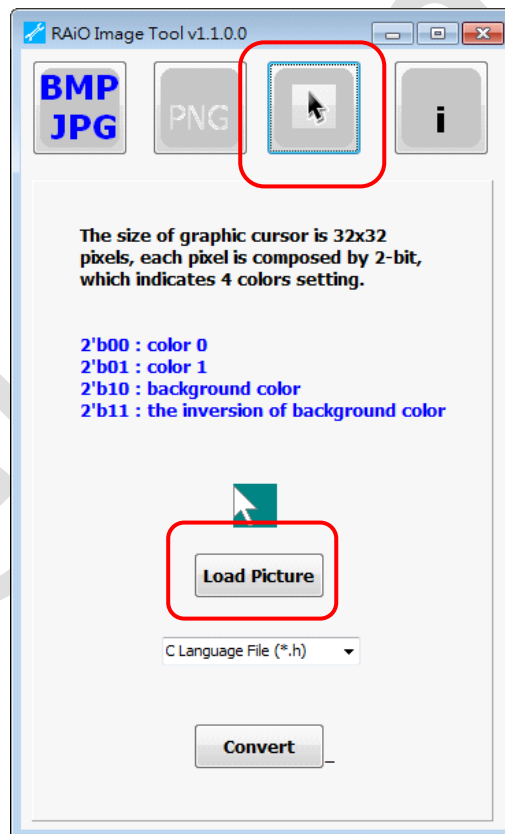 RAiO Image Tool v1.1.0.0
BMP
JPG
PNG
i
The size of graphic cursor is 32x32
pixels, each pixel is composed by 2-bit,
which indicates 4 colors setting.
2'b00 : color 0
2'b01 : color 1
2'b10 : background color
2'b11 : the inversion of background color
Load Picture
C Language File (*.h)
Convert
_